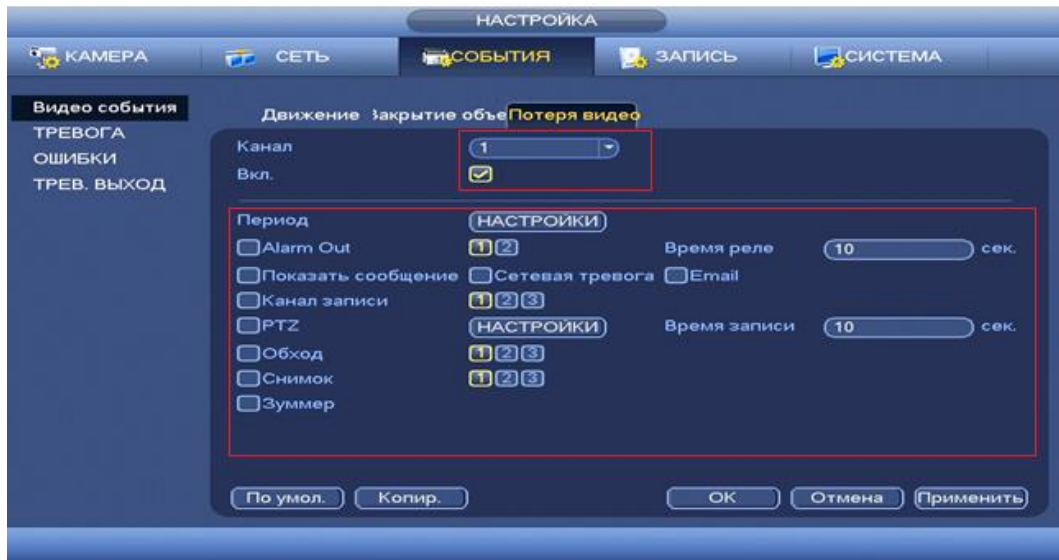 НАСТРОЙКА
КАМЕРА СЕТЬ СОБЫТИЯ ЗАПИСЬ СИСТЕМА
Видео события
ТРЕВОГА
ОШИБКИ
ТРЕВ. ВЫХОД
Движение Закрытие объе Потеря видео
Канал 1
Вкл.
Период НАСТРОЙКИ
Alarm Out 1 2 Время реле 10 сек.
Показать сообщение Сетевая тревога Email
Канал записи 1 2 3
PTZ НАСТРОЙКИ Время записи 10 сек.
Обход 1 2 3
Снимок 1 2 3
Зуммер
По умол. Копир. OK Отмена Применить